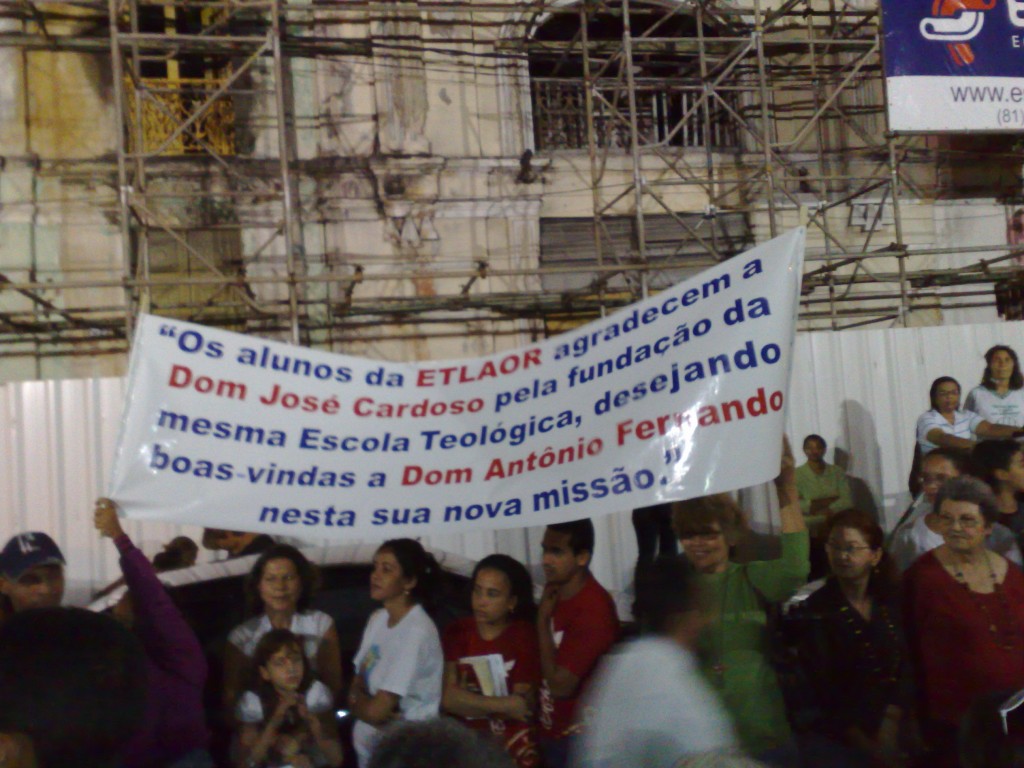 “Os alunos da ETLAOR agradecem a
Dom José Cardoso pela fundação da
mesma Escola Teológica, desejando
boas-vindas a Dom Antônio Fernando
nesta sua nova missão.”
www.e
(81)